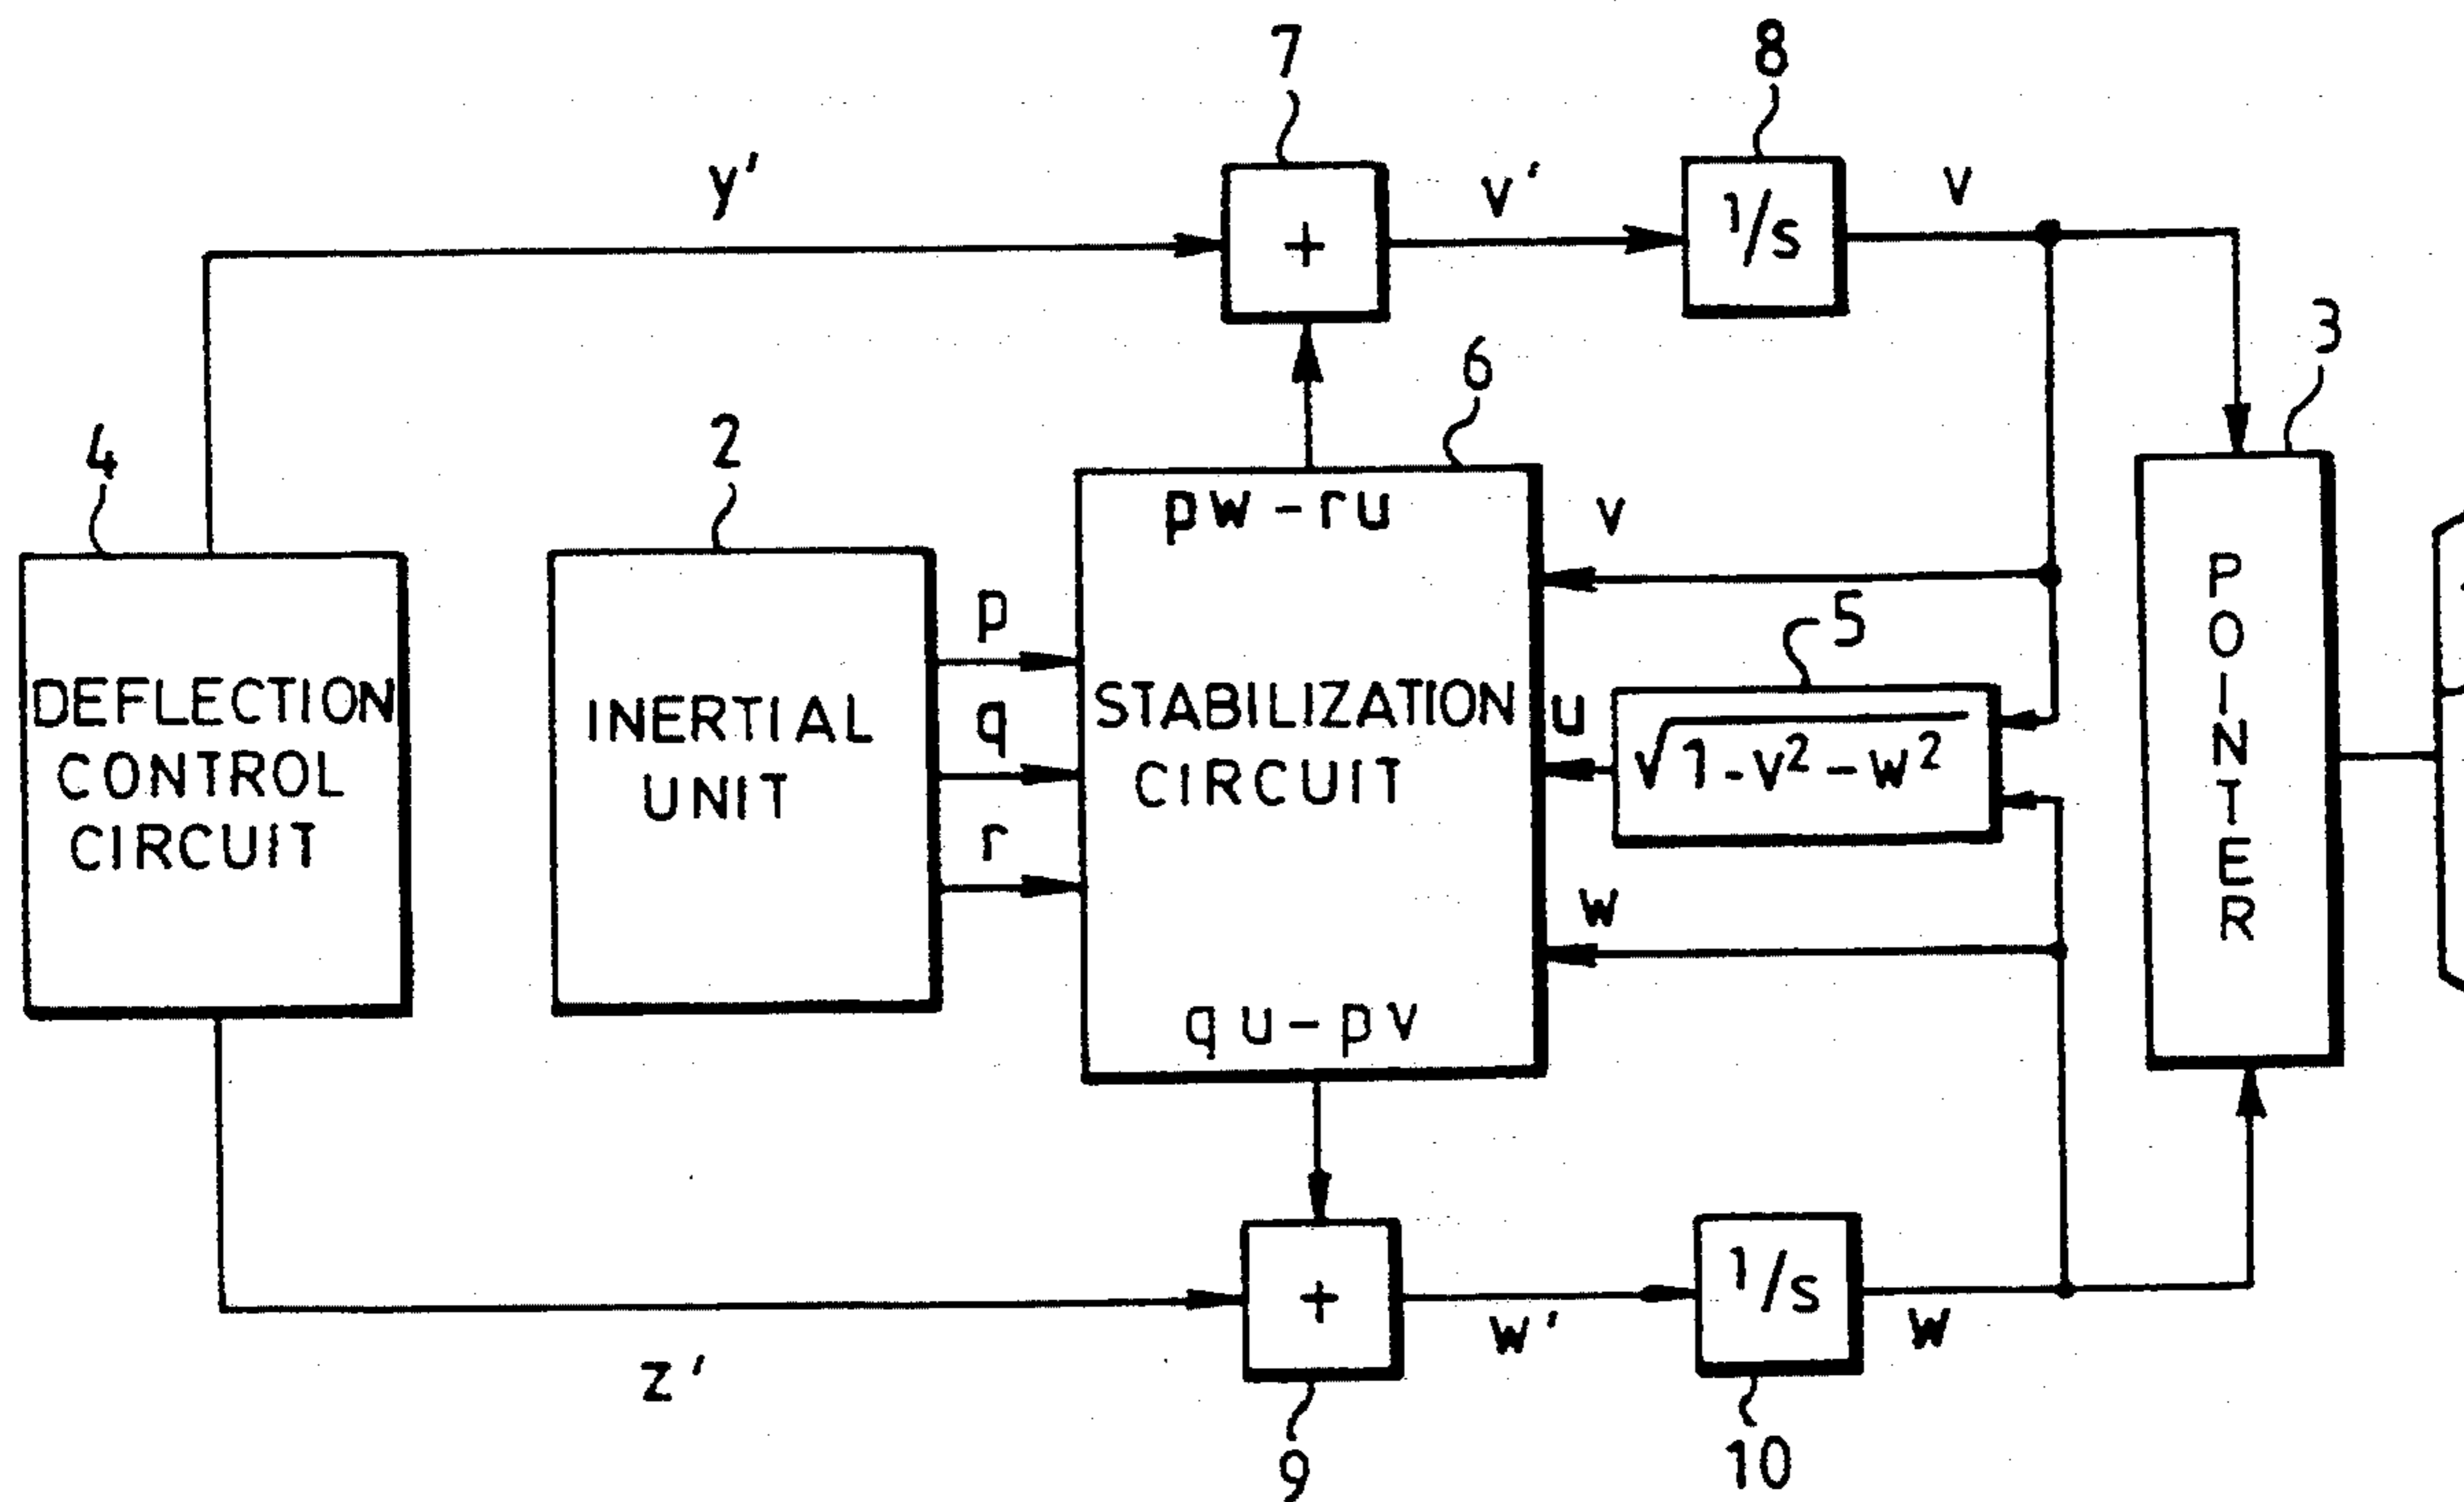 7
8
y'
v'
v
+
1/s
3
6
4
2
pw-ru
v
p
5
DEFLECTION
CONTROL
CIRCUIT
INERTIAL
UNIT
q
STABILIZATION
CIRCUIT
u
√1-v²-w²
POINTER
r
w
qu-pv
+
1/s
w'
w
z'
9
10